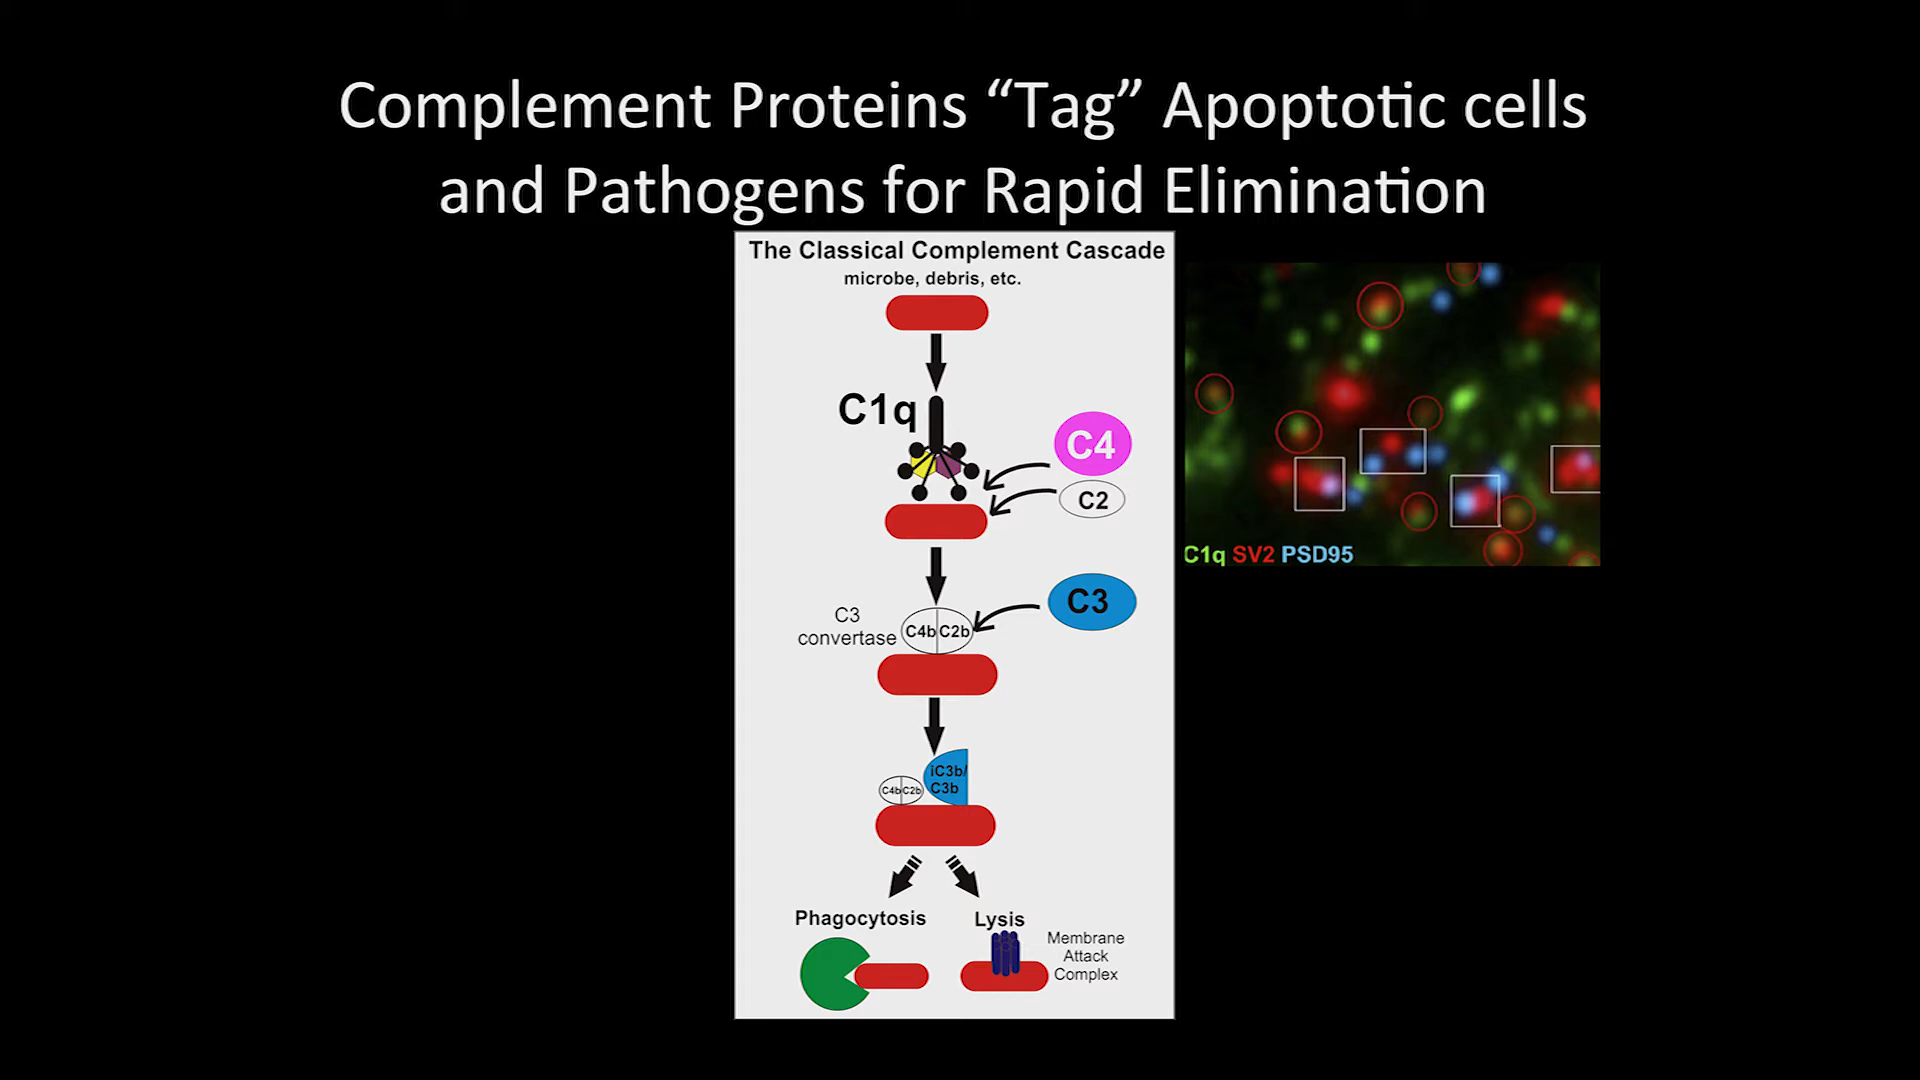 Complement Proteins “Tag” Apoptotic cells
and Pathogens for Rapid Elimination
The Classical Complement Cascade
microbe, debris, etc.
C1q
C4
C2
C3
C3
convertase
C4b C2b
iC3b/
C3b
C4b C2b
Phagocytosis
Lysis
Membrane
Attack
Complex
C1q SV2 PSD95